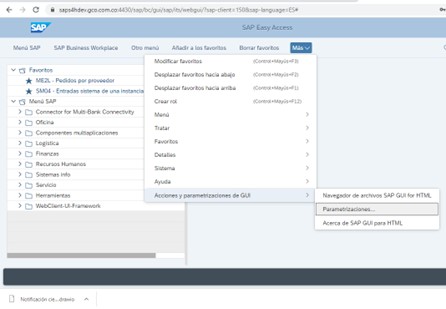 saps4hdev.gco.com.co:4430/sap/bc/gui/sap/its/webgui/?sap-client=150&sap-language=ES#
SAP
SAP Easy Access
Menú SAP SAP Business Workplace Otro menú Añadir a los favoritos Borrar favoritos Más
Favoritos
ME2L - Pedidos por proveedor
SM04 - Entradas sistema de una instancia
Menú SAP
Connector for Multi-Bank Connectivity
Oficina
Componentes multiaplicaciones
Logística
Finanzas
Recursos Humanos
Sistemas info
Servicio
Herramientas
WebClient-UI-Framework
Modificar favoritos (Control+Mayús+F3)
Desplazar favoritos hacia abajo (Control+Mayús+F2)
Desplazar favoritos hacia arriba (Control+Mayús+F1)
Crear rol (Control+Mayús+F12)
Menú
Tratar
Favoritos
Detalles
Sistema
Ayuda
Acciones y parametrizaciones de GUI
Navegador de archivos SAP GUI for HTML
Parametrizaciones...
Acerca de SAP GUI para HTML
Notificación cie...drawio